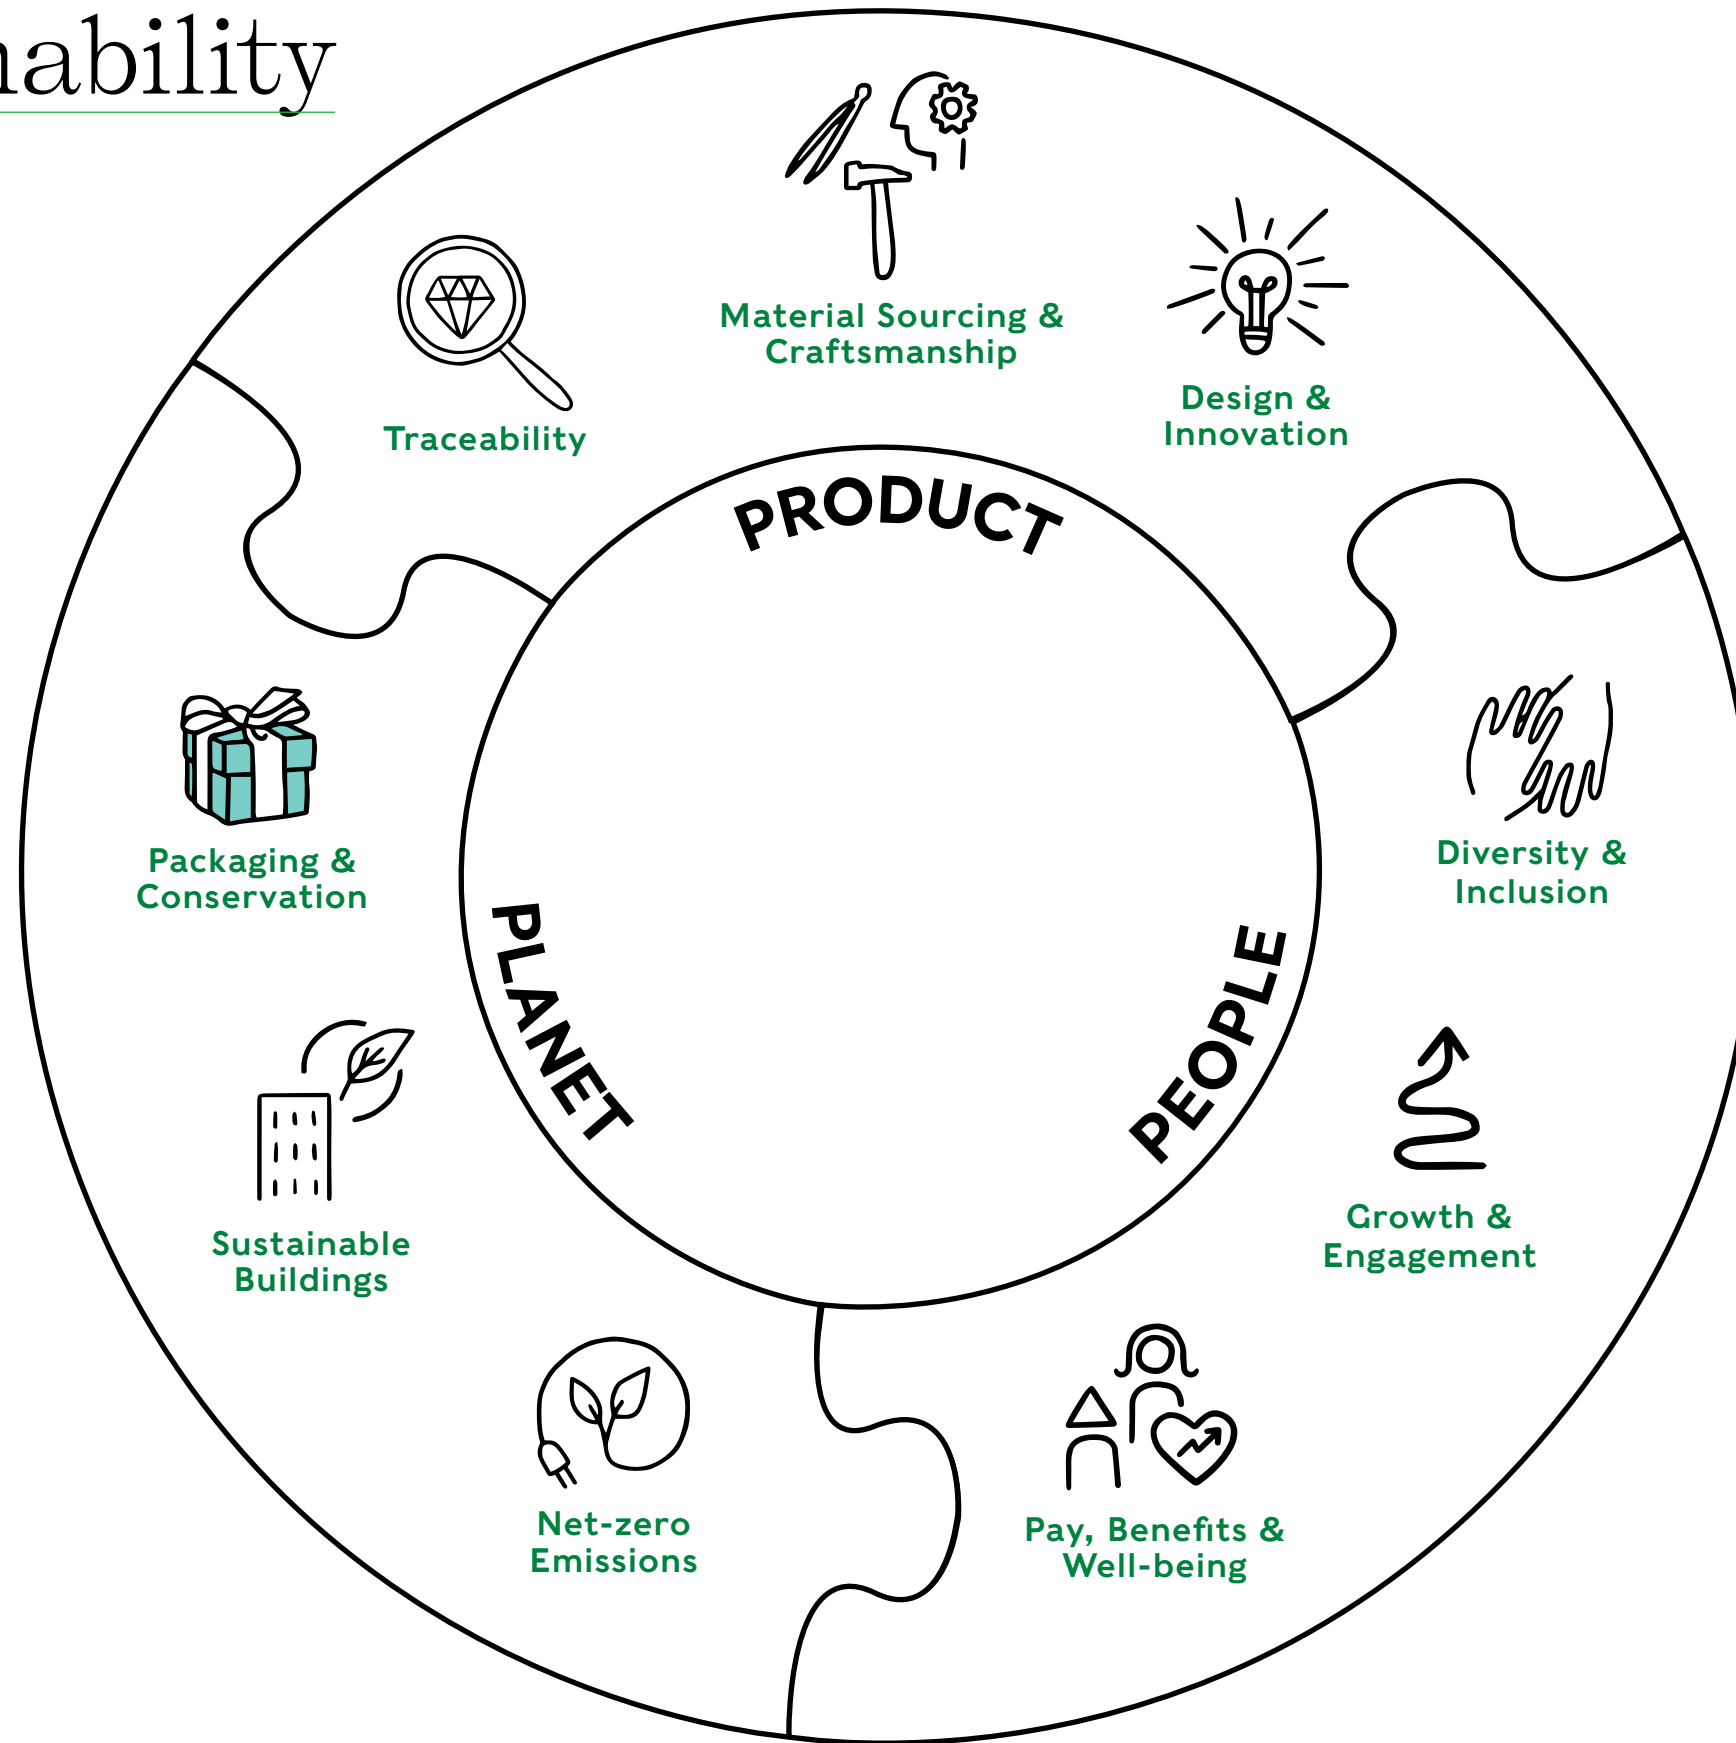 nability
Material Sourcing &
Craftsmanship
Design &
Innovation
Traceability
PRODUCT
Packaging &
Conservation
Diversity &
Inclusion
PLANET
PEOPLE
Sustainable
Buildings
Growth &
Engagement
Net-zero
Emissions
Pay, Benefits &
Well-being